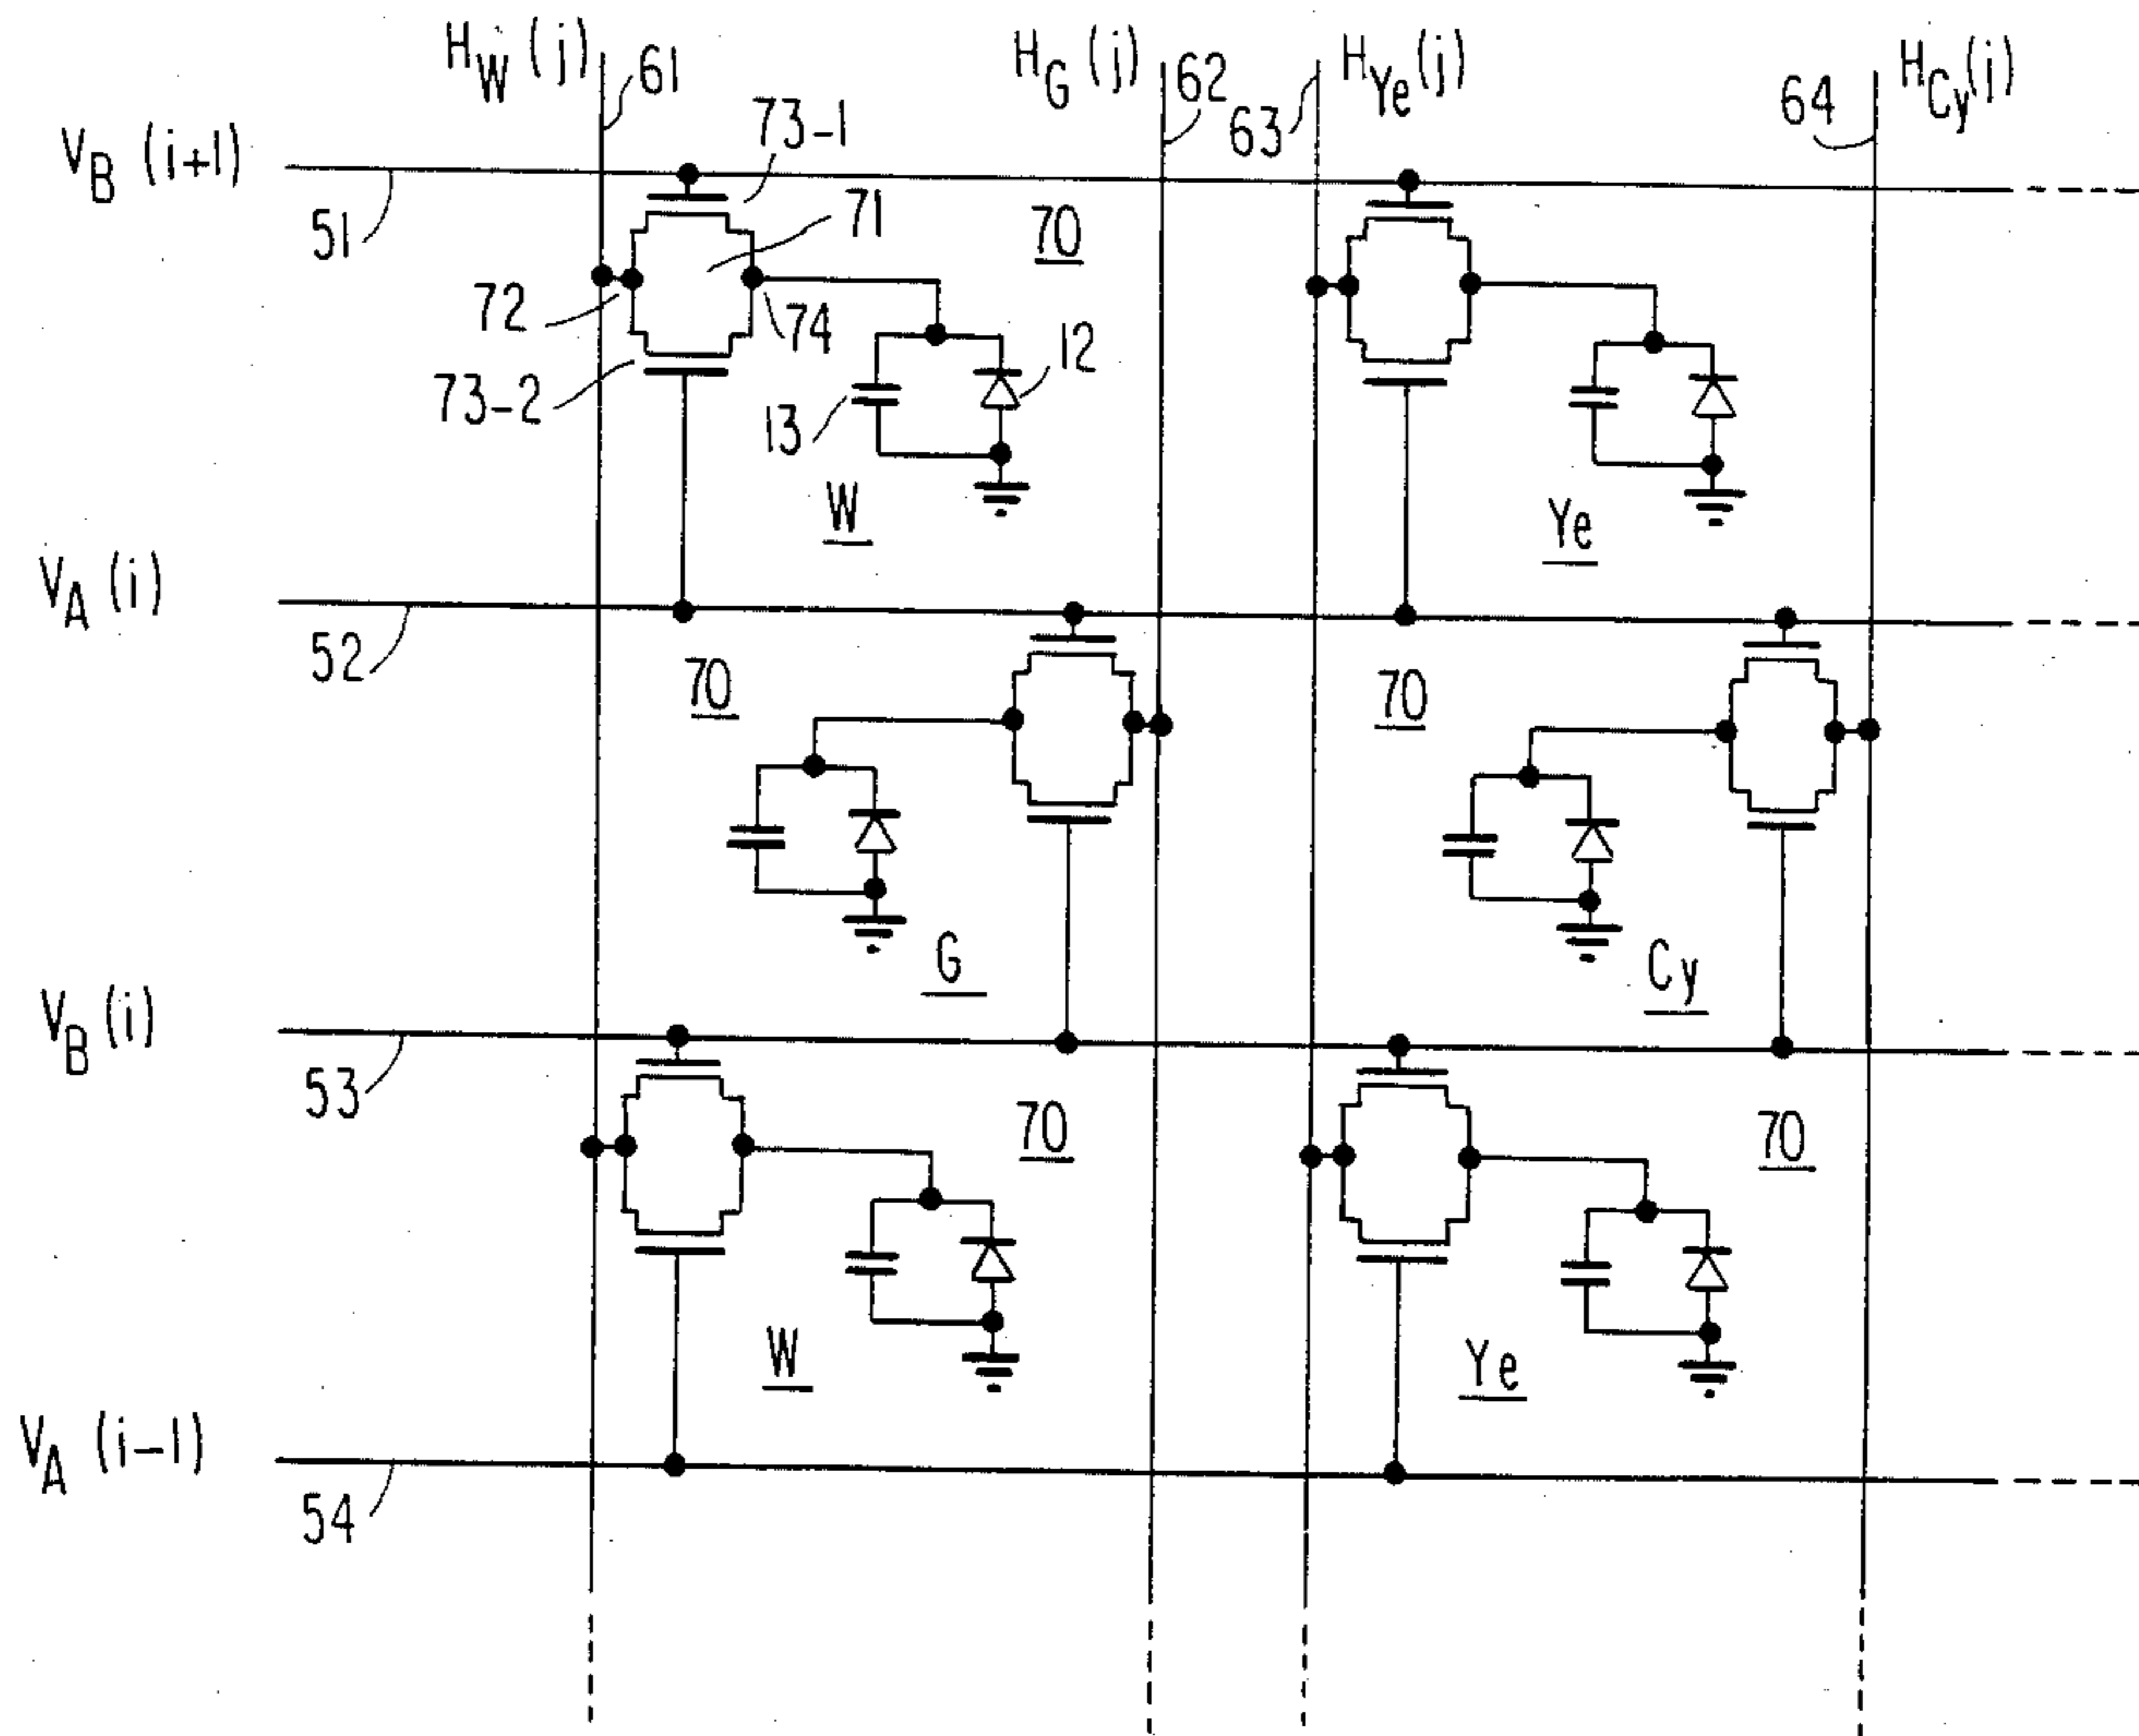 H_W (j)
61
H_G (j)
62
63
H_Ye (j)
64
H_Cy (j)
V_B (i+1)
51
73-1
71
70
72
74
12
73-2
13
W
Ye
V_A (i)
52
70
70
G
Cy
V_B (i)
53
70
70
W
Ye
V_A (i-1)
54